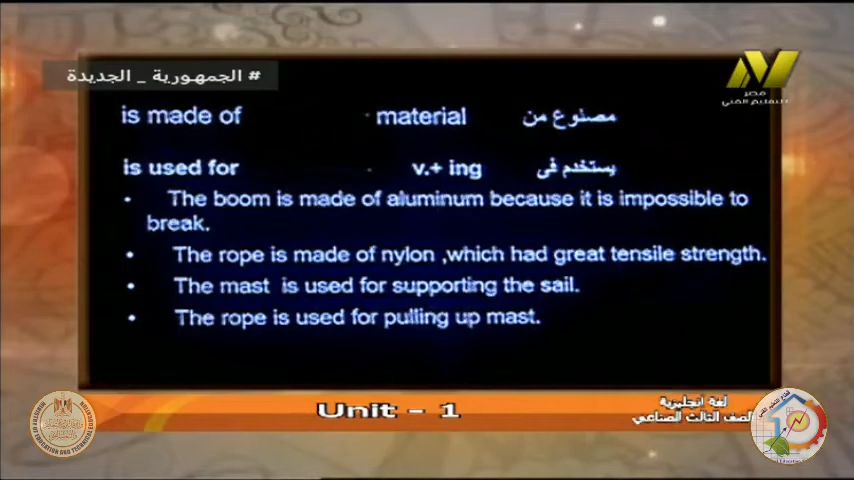 # الجمهورية _ الجديدة
مصر
للتعليم الفني
is made of material مصنوع من
is used for v.+ ing يستخدم في
• The boom is made of aluminum because it is impossible to
break.
• The rope is made of nylon ,which had great tensile strength.
• The mast is used for supporting the sail.
• The rope is used for pulling up mast.
Unit - 1
لغة انجليزية
الصف الثالث الصناعي